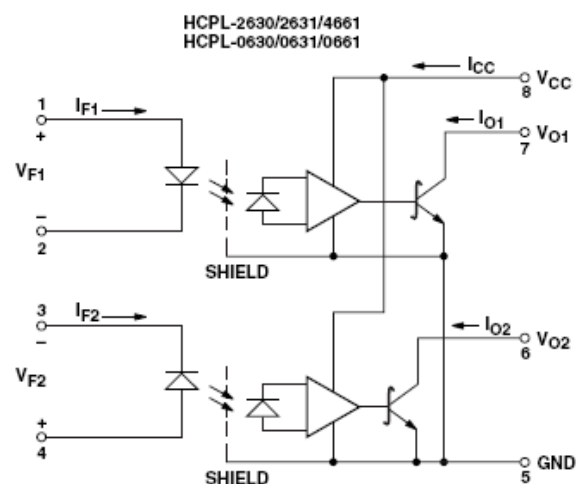 HCPL-2630/2631/4661
HCPL-0630/0631/0661
ICC
VCC
8
1
IF1
+
IO1
VO1
7
VF1
−
2
SHIELD
3
IF2
−
IO2
VO2
6
VF2
+
4
GND
5
SHIELD